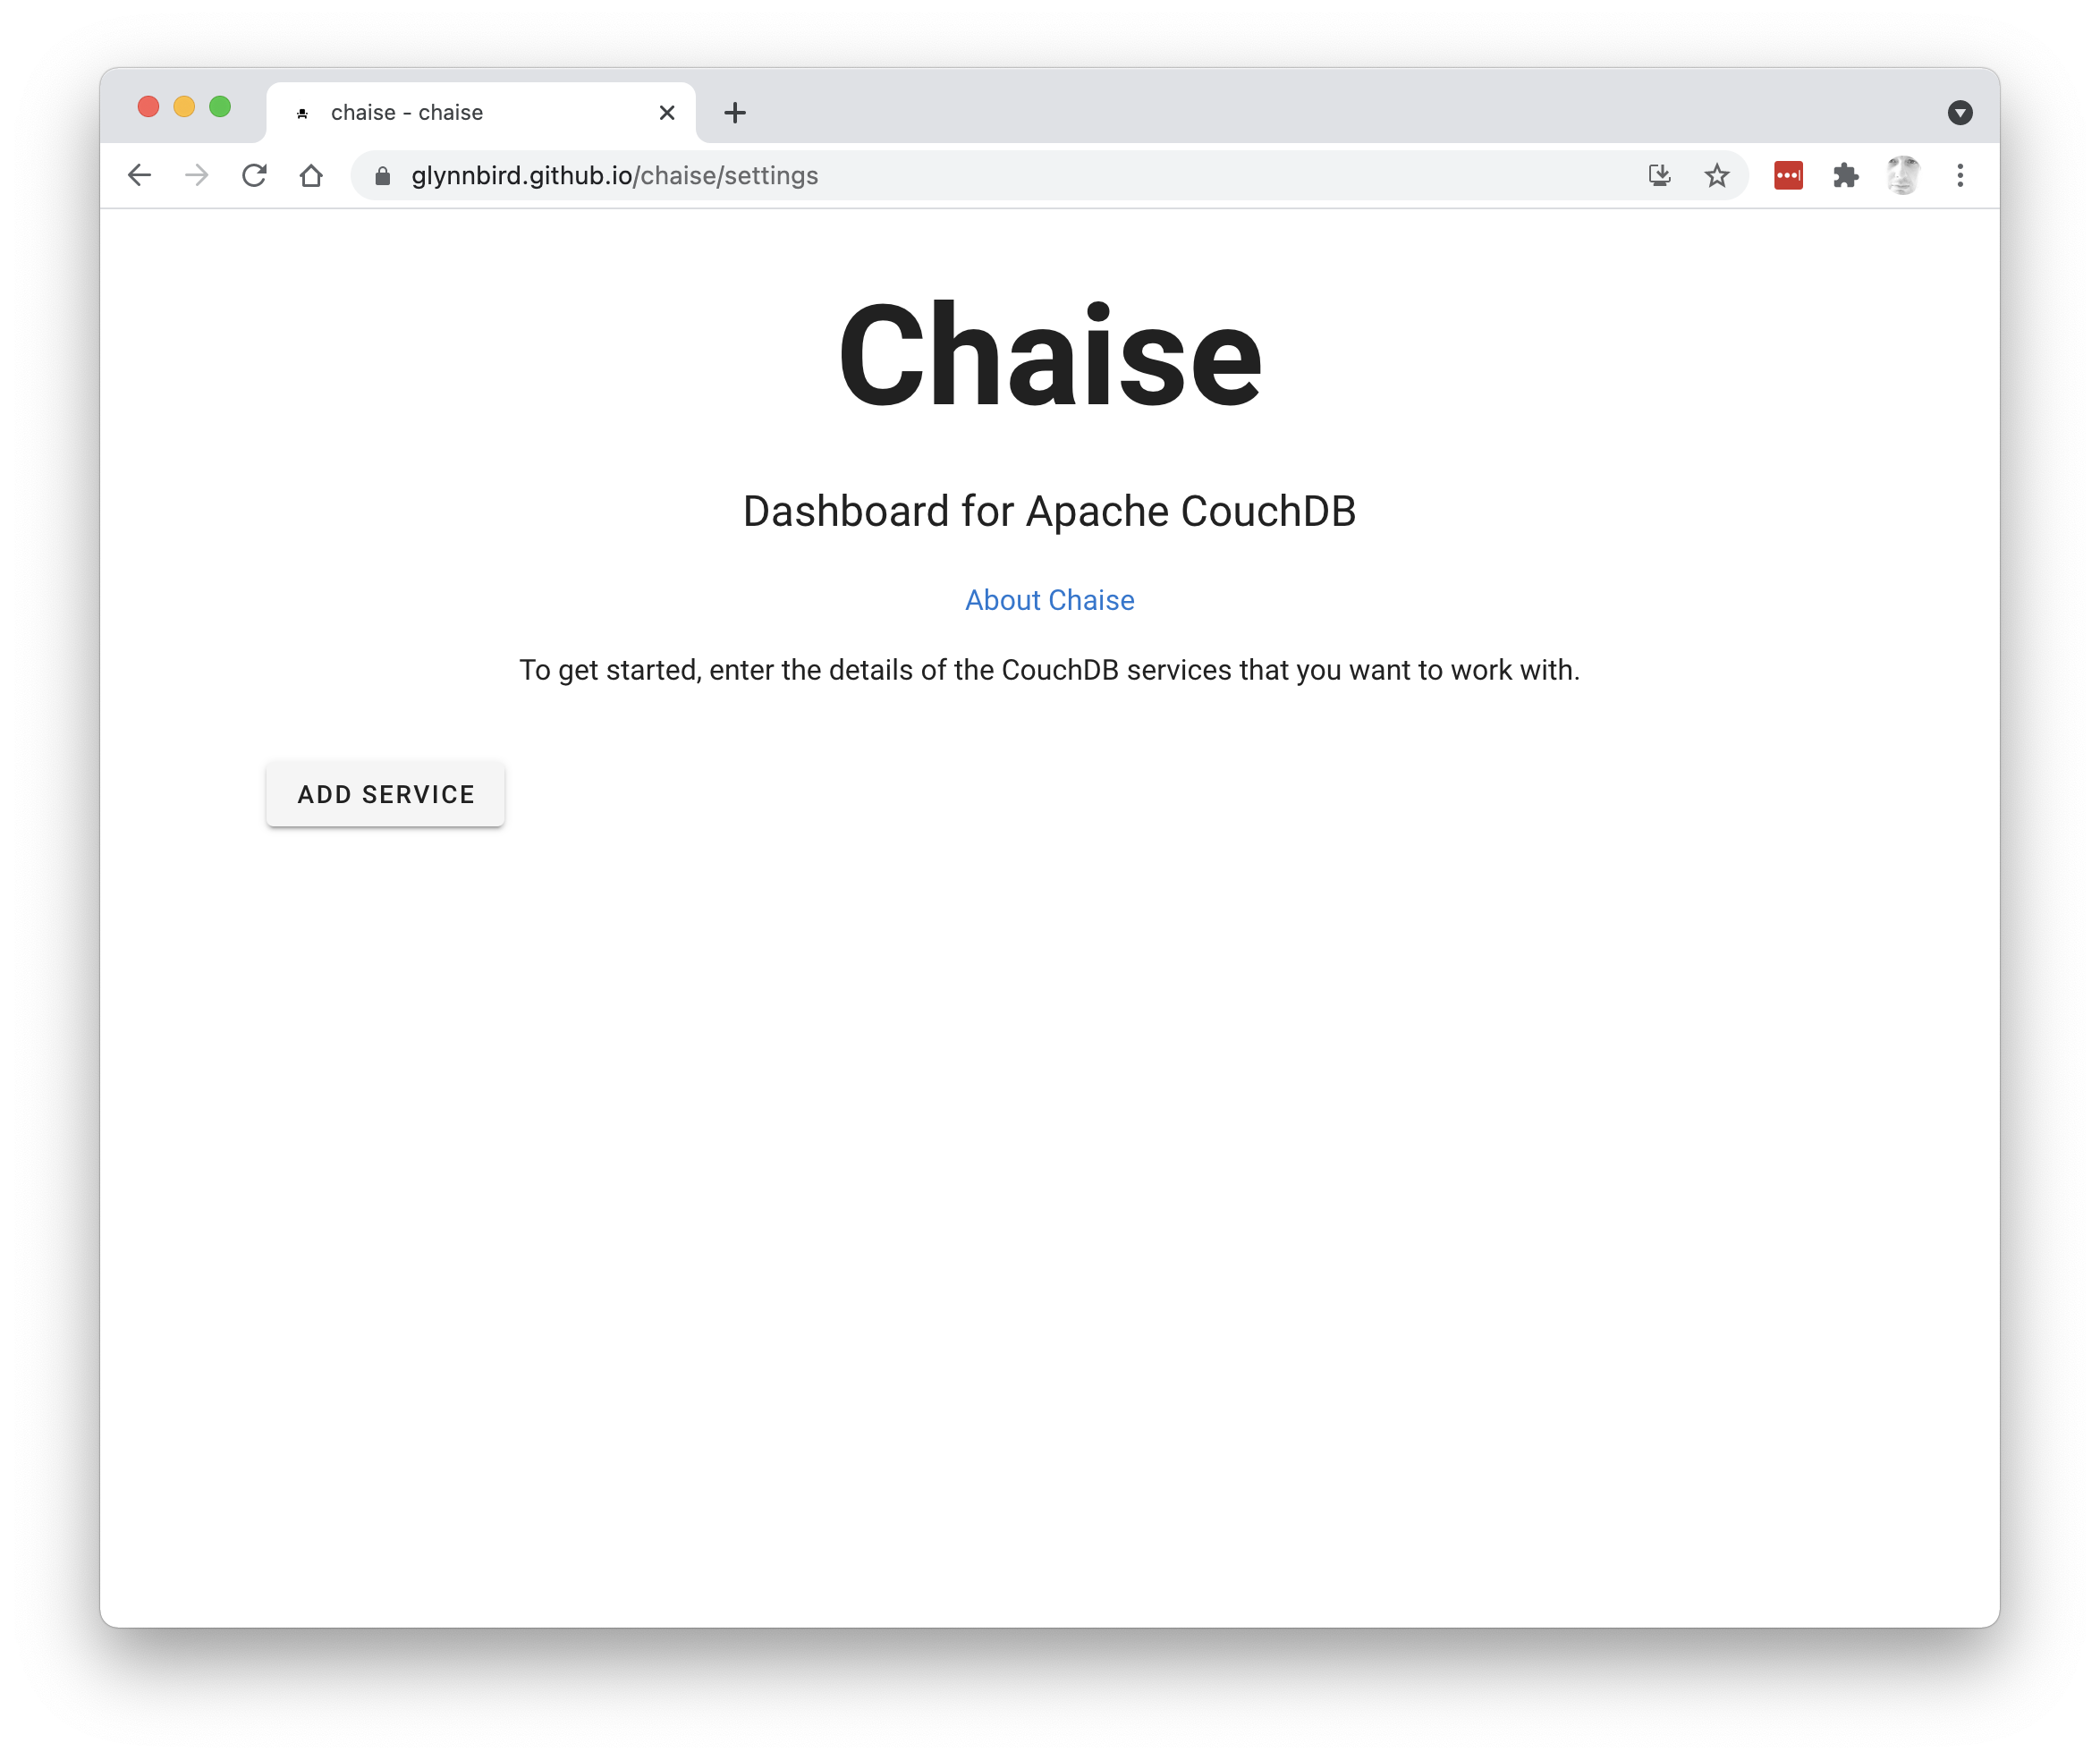 chaise - chaise
glynnbird.github.io/chaise/settings
Chaise
Dashboard for Apache CouchDB
About Chaise
To get started, enter the details of the CouchDB services that you want to work with.
ADD SERVICE